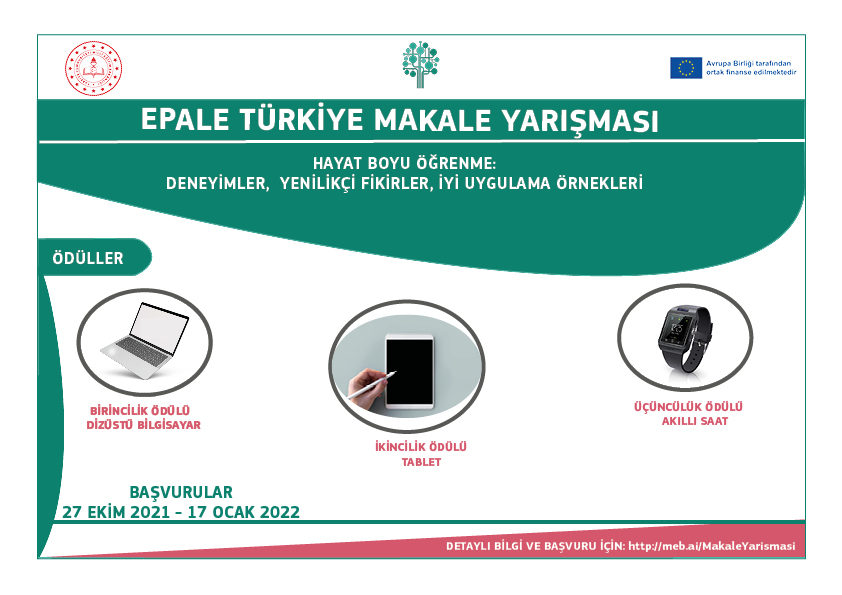 Avrupa Birliği tarafından
ortak finanse edilmektedir
EPALE TÜRKİYE MAKALE YARIŞMASI
HAYAT BOYU ÖĞRENME:
DENEYİMLER, YENİLİKÇİ FİKİRLER, İYİ UYGULAMA ÖRNEKLERİ
ÖDÜLLER
BİRİNCİLİK ÖDÜLÜ
DİZÜSTÜ BİLGİSAYAR
İKİNCİLİK ÖDÜLÜ
TABLET
ÜÇÜNCÜLÜK ÖDÜLÜ
AKILLI SAAT
BAŞVURULAR
27 EKİM 2021 - 17 OCAK 2022
DETAYLI BİLGİ VE BAŞVURU İÇİN: http://meb.ai/MakaleYarismasi